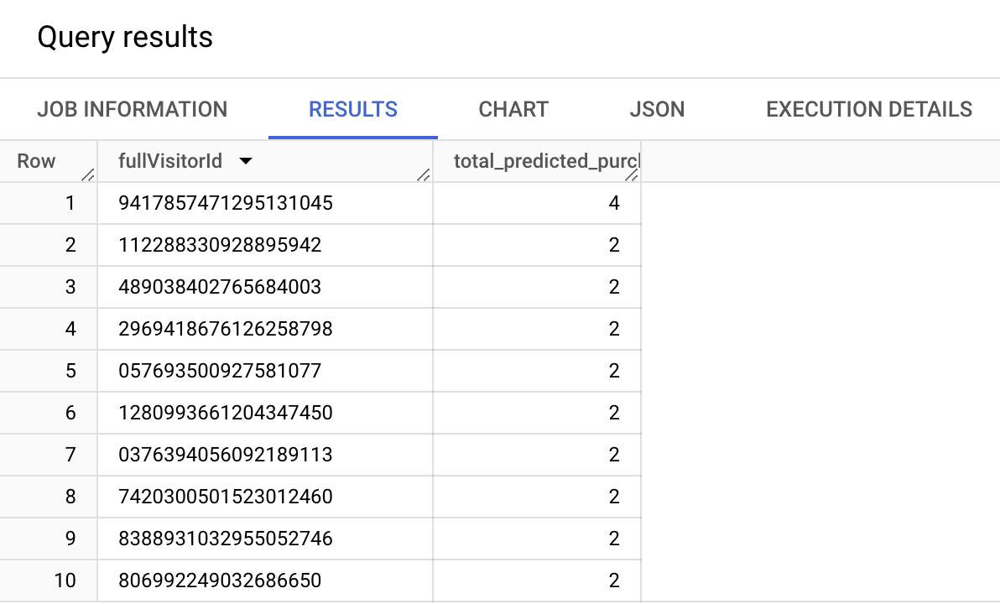 Query results
JOB INFORMATION RESULTS CHART JSON EXECUTION DETAILS
Row fullVisitorId total_predicted_purcl
1 9417857471295131045 4
2 112288330928895942 2
3 489038402765684003 2
4 2969418676126258798 2
5 057693500927581077 2
6 1280993661204347450 2
7 0376394056092189113 2
8 7420300501523012460 2
9 8388931032955052746 2
10 806992249032686650 2